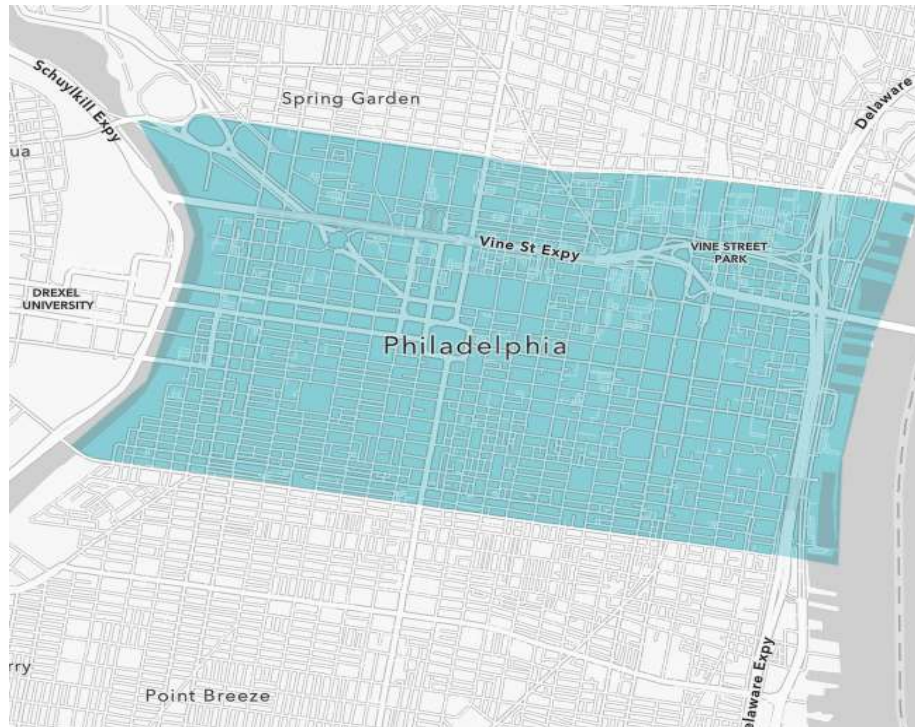 Schuylkill Expy
Spring Garden
Delaware
ua
Vine St Expy
VINE STREET
PARK
DREXEL
UNIVERSITY
Philadelphia
rry
Point Breeze
elaware Expy